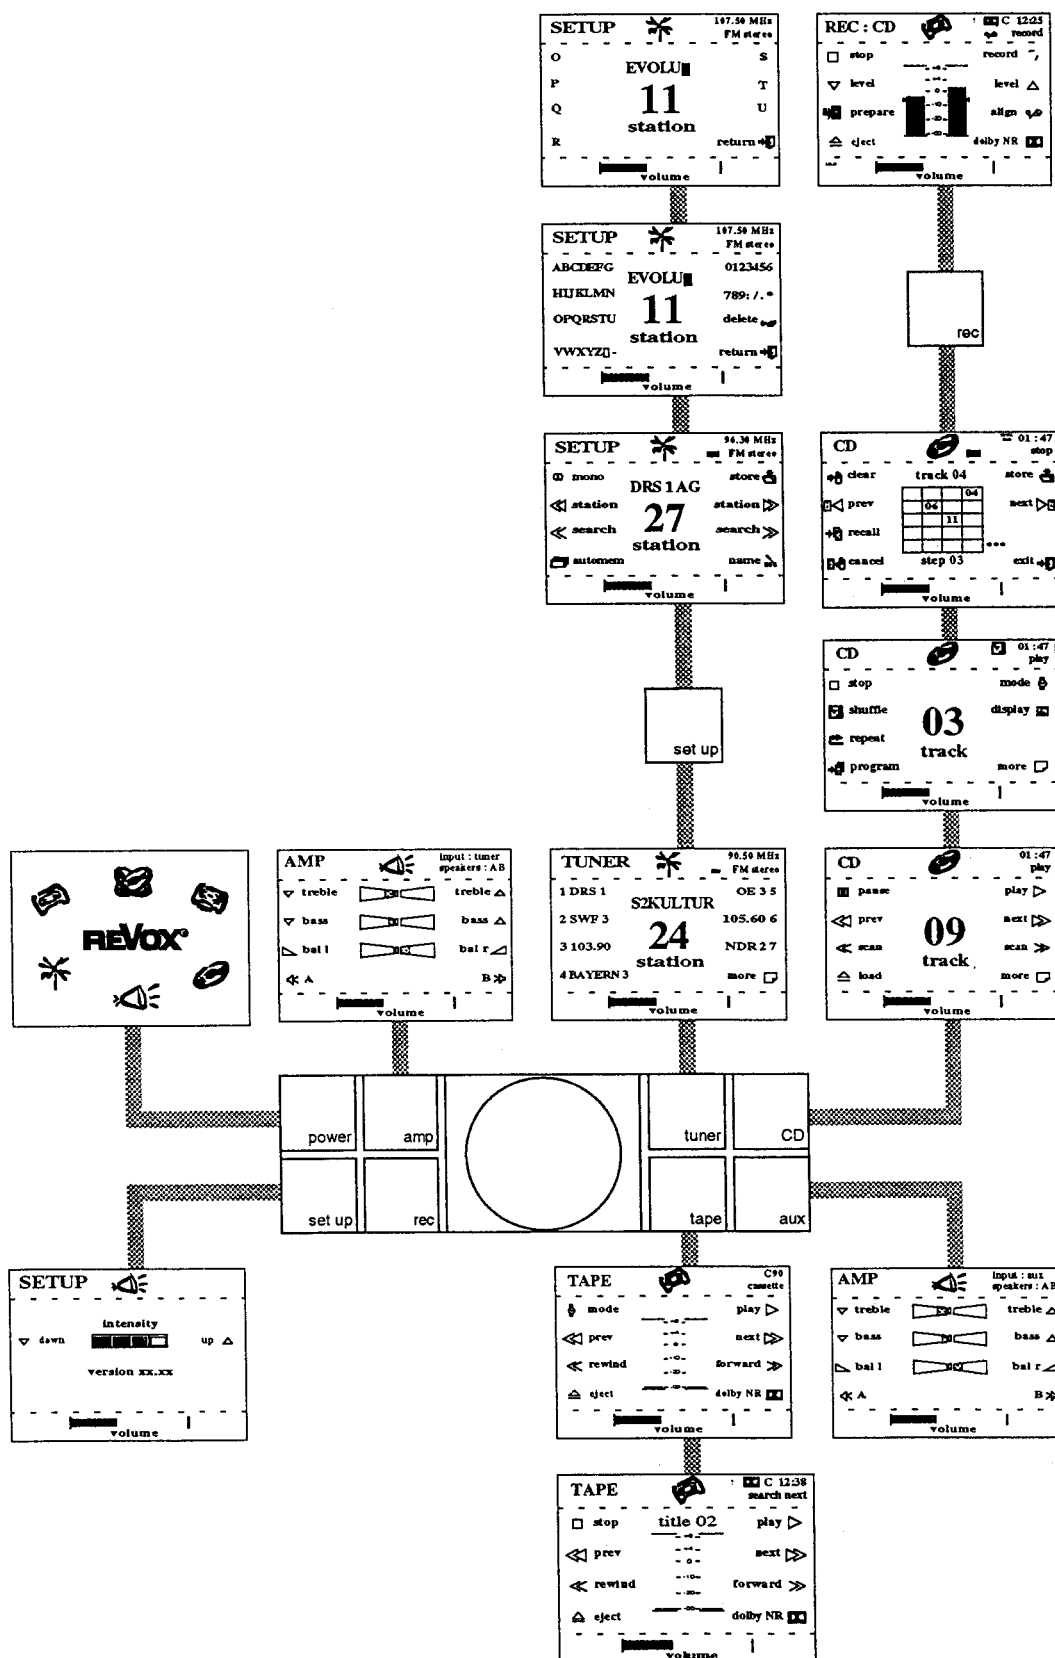 SETUP
107.50 MHz
FM stereo
O
S
P
EVOLU
T
Q
11
U
station
R
return
volume
REC : CD
C 12:25
record
stop
record
level
level
prepare
align
eject
dolby NR
volume
SETUP
107.50 MHz
FM stereo
ABCDEFG
0123456
HIJKLMN
EVOLU
789:/.*
OPQRSTU
11
delete
station
VWXYZ▯-
return
volume
rec
SETUP
96.30 MHz
FM stereo
mono
store
DRS 1 AG
station
station
27
search
search
station
automem
name
volume
CD
01 : 47
stop
clear
track 04
store
04
prev
06
next
11
recall
cancel
step 03
exit
volume
set up
CD
01 : 47
play
stop
mode
shuffle
display
03
repeat
track
program
more
volume
REVOX
AMP
input : tuner
speakers : AB
treble
treble
bass
bass
bal l
bal r
A
B
volume
TUNER
90.50 MHz
FM stereo
1 DRS 1
OE 3 5
S2KULTUR
2 SWF 3
105.60 6
24
3 103.90
NDR 2 7
station
4 BAYERN 3
more
volume
CD
01 : 47
play
pause
play
prev
next
09
scan
scan
track
load
more
volume
power
amp
tuner
CD
set up
rec
tape
aux
SETUP
intensity
down
up
version xx.xx
volume
TAPE
C90
cassette
mode
play
prev
next
rewind
forward
eject
dolby NR
volume
AMP
input : aux
speakers : AB
treble
treble
bass
bass
bal l
bal r
A
B
volume
TAPE
C 12:38
search next
stop
title 02
play
prev
next
rewind
forward
eject
dolby NR
volume